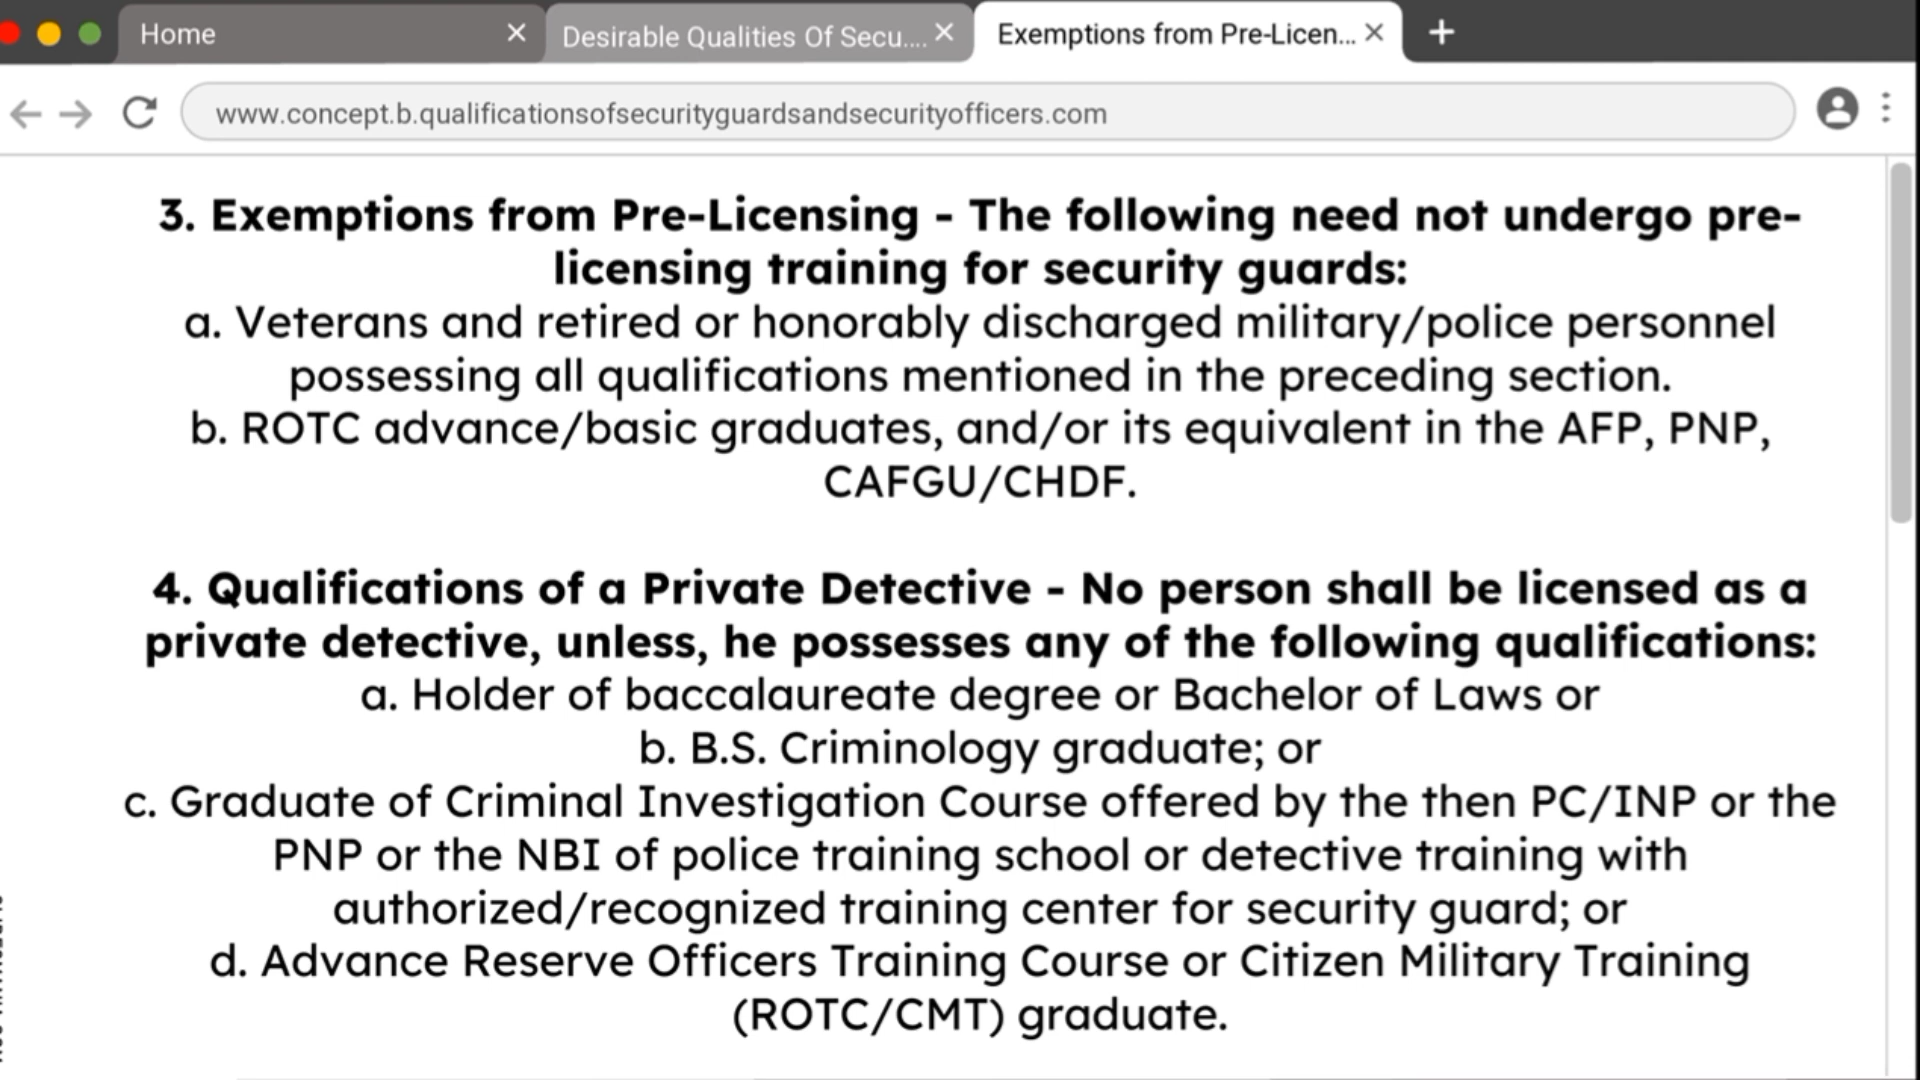 Home
Desirable Qualities Of Secu....
Exemptions from Pre-Licen...
www.concept.b.qualificationsofsecurityguardsandsecurityofficers.com
3. Exemptions from Pre-Licensing - The following need not undergo pre-
licensing training for security guards:
a. Veterans and retired or honorably discharged military/police personnel
possessing all qualifications mentioned in the preceding section.
b. ROTC advance/basic graduates, and/or its equivalent in the AFP, PNP,
CAFGU/CHDF.
4. Qualifications of a Private Detective - No person shall be licensed as a
private detective, unless, he possesses any of the following qualifications:
a. Holder of baccalaureate degree or Bachelor of Laws or
b. B.S. Criminology graduate; or
c. Graduate of Criminal Investigation Course offered by the then PC/INP or the
PNP or the NBI of police training school or detective training with
authorized/recognized training center for security guard; or
d. Advance Reserve Officers Training Course or Citizen Military Training
(ROTC/CMT) graduate.